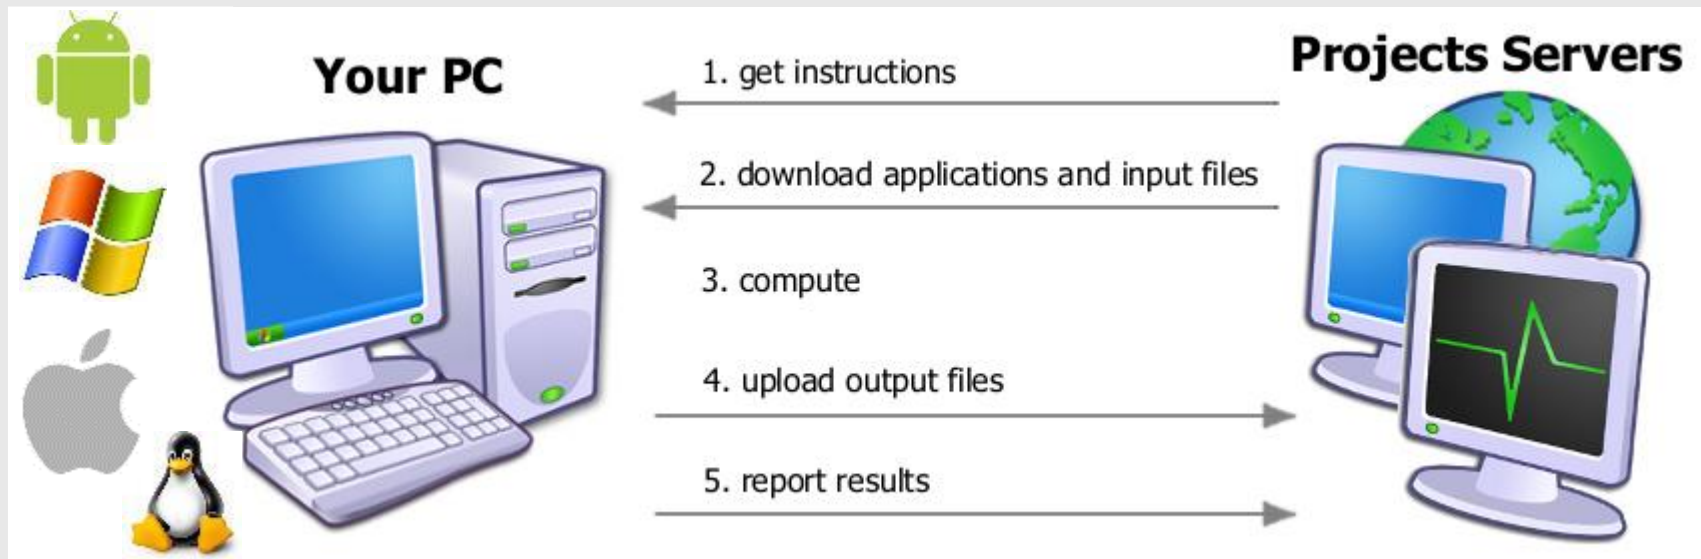 Your PC
Projects Servers
1. get instructions
2. download applications and input files
3. compute
4. upload output files
5. report results